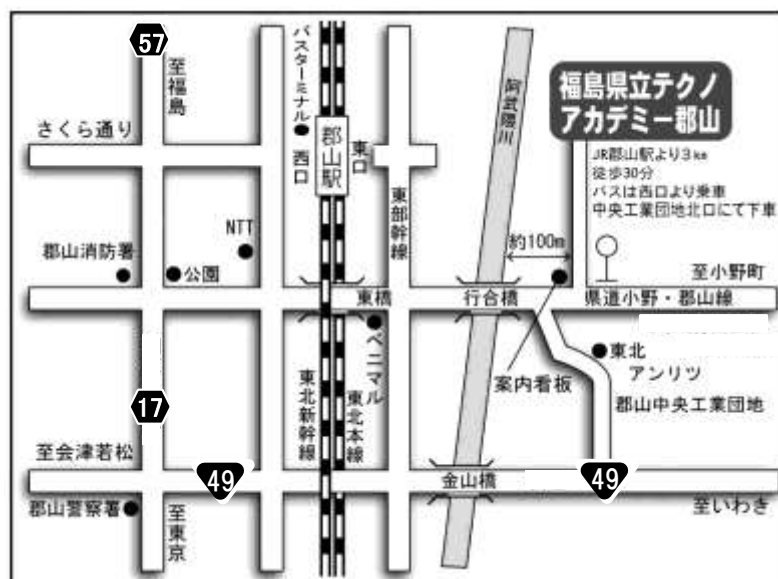 57
至福島
バスターミナル
さくら通り
西口
郡山駅
東口
東部幹線
阿武隈川
福島県立テクノ
アカデミー郡山
JR郡山駅より3㎞
徒歩30分
バスは西口より乗車
中央工業団地北口にて下車
NTT
郡山消防署
公園
約100m
至小野町
東橋
行合橋
県道小野・郡山線
ベニマル
案内看板
東北
アンリツ
郡山中央工業団地
17
東北新幹線
東北本線
至会津若松
49
金山橋
49
郡山警察署
至東京
至いわき